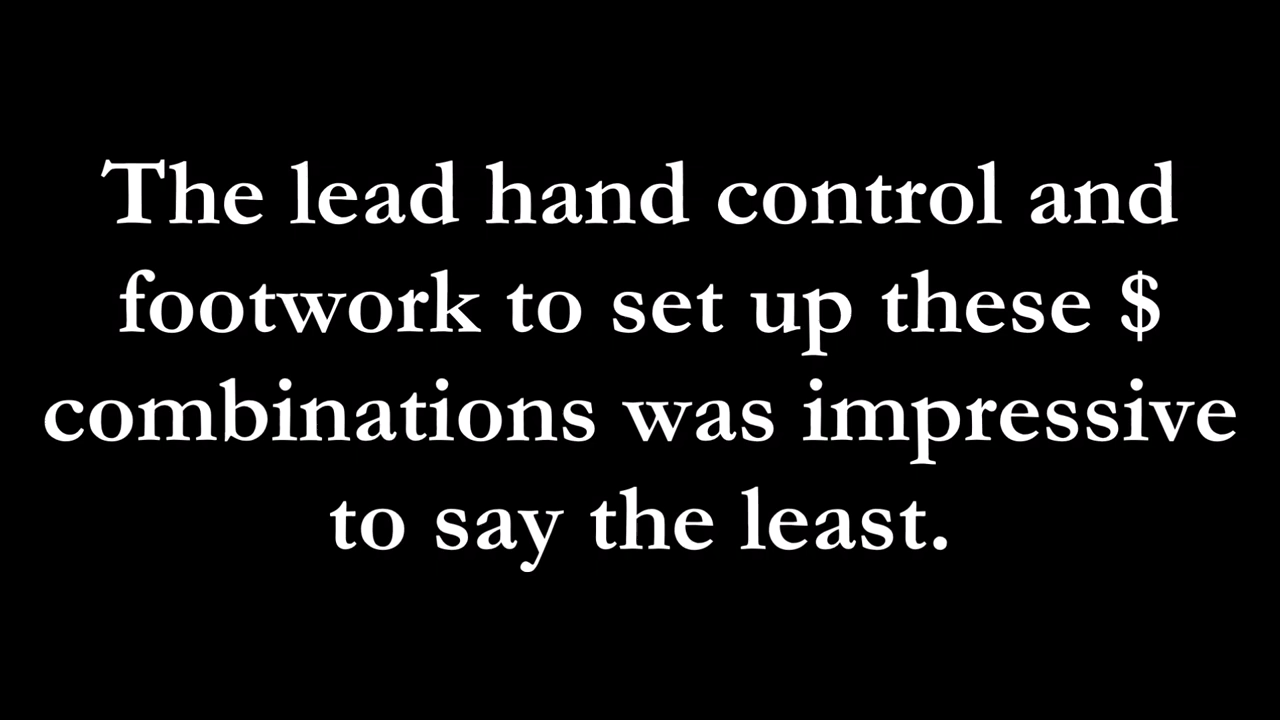 The lead hand control and
footwork to set up these $
combinations was impressive
to say the least.